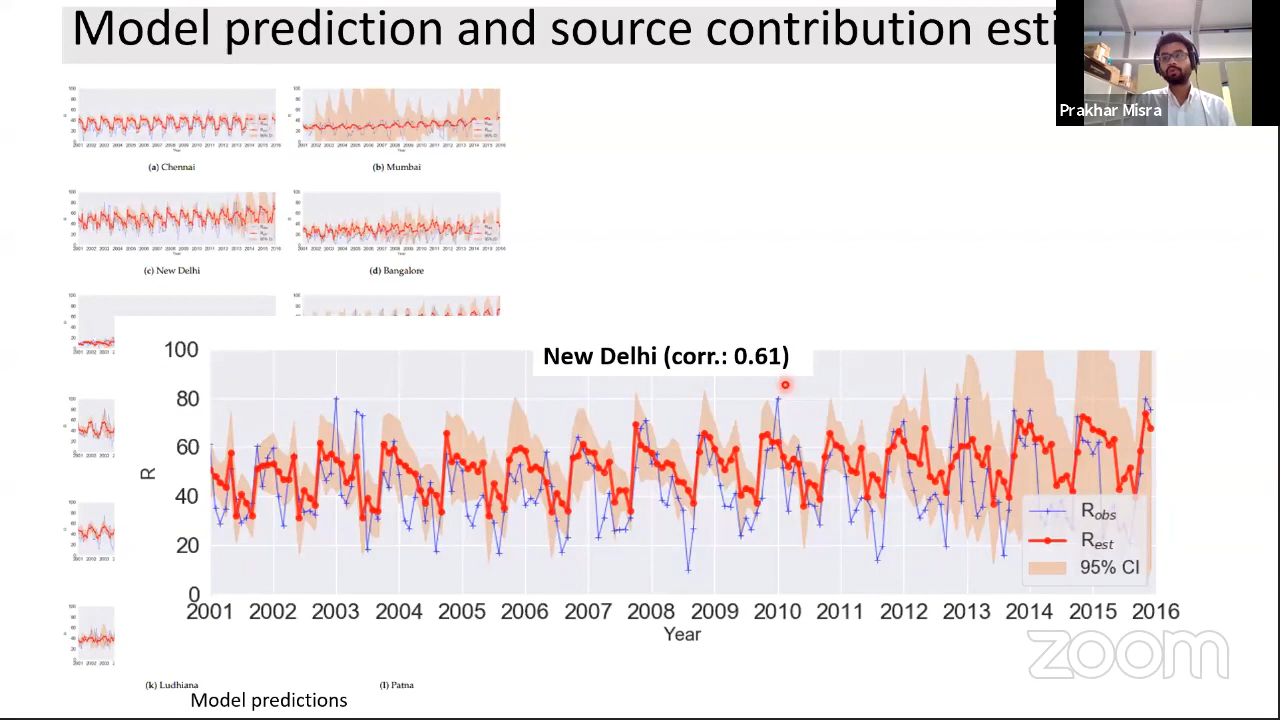 Model prediction and source contribution esti
Prakhar Misra
(a) Chennai
(b) Mumbai
(c) New Delhi
(d) Bangalore
New Delhi (corr.: 0.61)
100
80
60
40
20
0
R
R_obs
R_est
95% CI
2001 2002 2003 2004 2005 2006 2007 2008 2009 2010 2011 2012 2013 2014 2015 2016
Year
zoom
(k) Ludhiana
(l) Patna
Model predictions